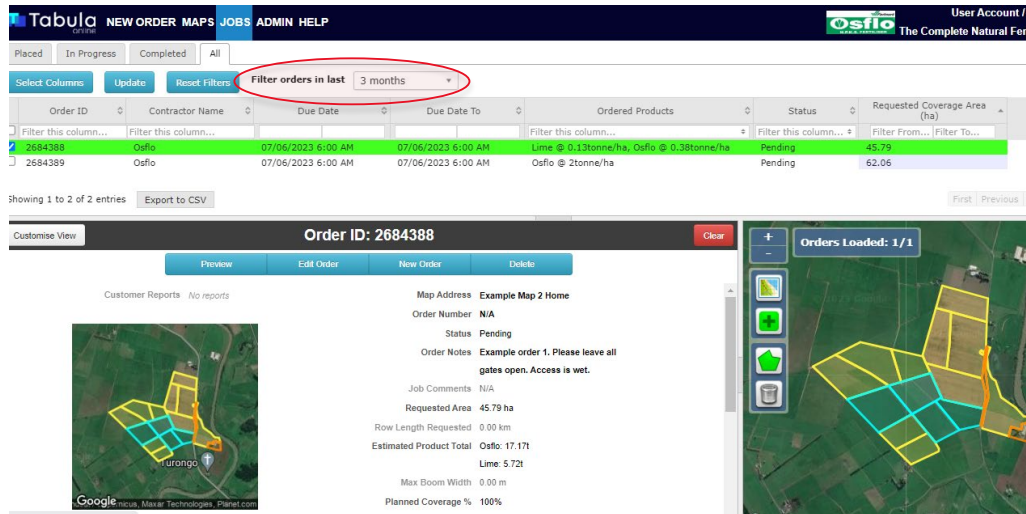 Tabula online NEW ORDER MAPS JOBS ADMIN HELP
Osflo
User Account /
The Complete Natural Fer
Placed In Progress Completed All
Select Columns Update Reset Filters Filter orders in last 3 months
Order ID Contractor Name Due Date Due Date To Ordered Products Status Requested Coverage Area (ha)
Filter this column... Filter this column... Filter this column... Filter this column... Filter From... Filter To...
2684388 Osflo 07/06/2023 6:00 AM 07/06/2023 6:00 AM Lime @ 0.13tonne/ha, Osflo @ 0.38tonne/ha Pending 45.79
2684389 Osflo 07/06/2023 6:00 AM 07/06/2023 6:00 AM Osflo @ 2tonne/ha Pending 62.06
Showing 1 to 2 of 2 entries Export to CSV First Previous
Customise View Order ID: 2684388 Clear
+ Orders Loaded: 1/1
-
Preview Edit Order New Order Delete
Customer Reports No reports
Map Address Example Map 2 Home
Order Number N/A
Status Pending
Order Notes Example order 1. Please leave all
gates open. Access is wet.
Job Comments N/A
Requested Area 45.79 ha
Row Length Requested 0.00 km
Estimated Product Total Osflo: 17.17t
Lime: 5.72t
Max Boom Width 0.00 m
Planned Coverage % 100%
Turongo
Google nicus, Maxar Technologies, Planet.com